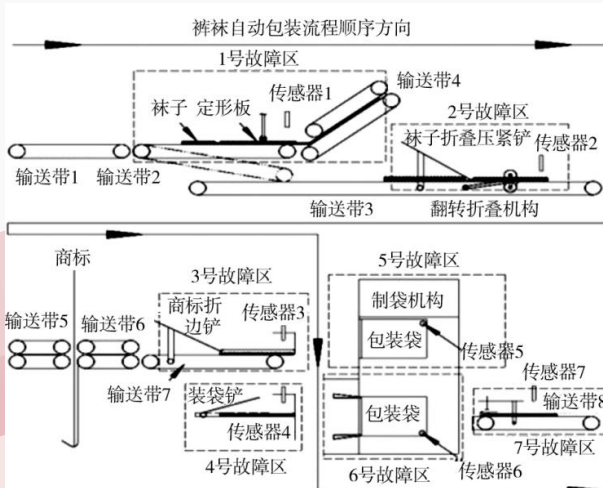 裤袜自动包装流程顺序方向
1号故障区
输送带4
传感器1
袜子 定形板
2号故障区
袜子折叠压紧铲 传感器2
输送带1 输送带2
输送带3 翻转折叠机构
商标
3号故障区
5号故障区
商标折
边铲
传感器3
制袋机构
输送带5 输送带6
包装袋
传感器5
输送带7
装袋铲
传感器4
4号故障区
包装袋
传感器6
6号故障区
传感器7
输送带8
7号故障区